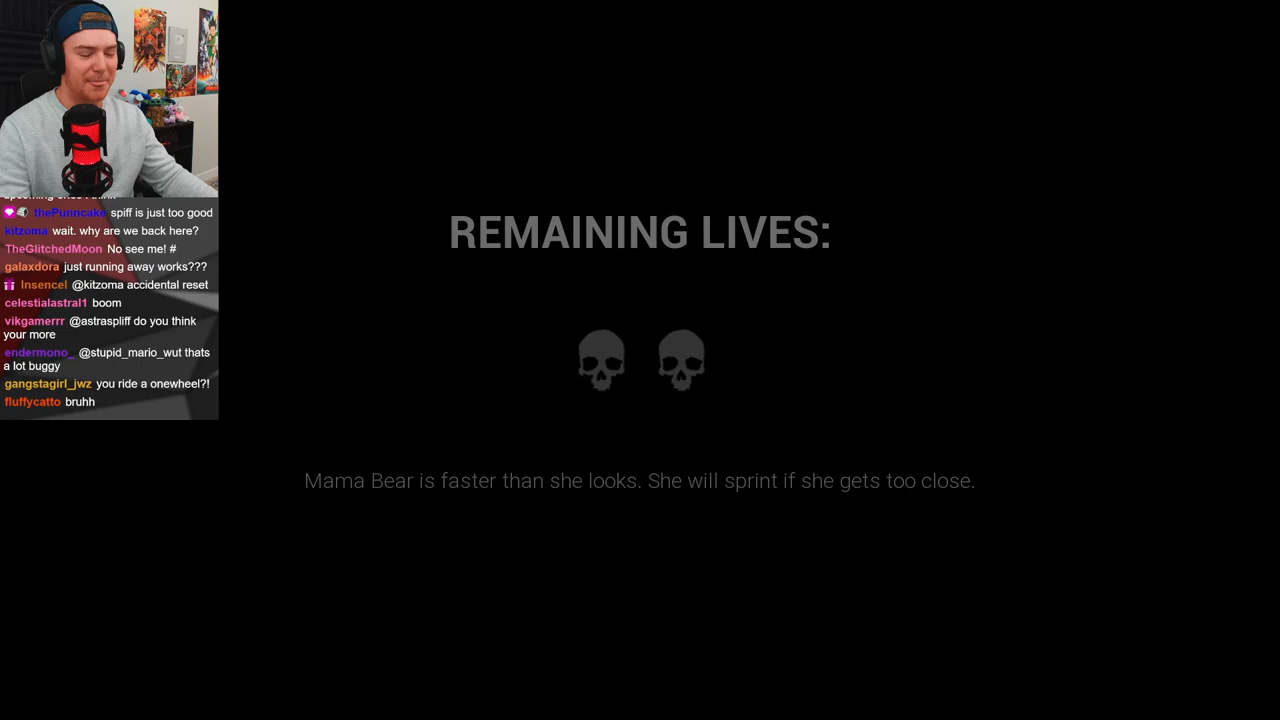 thePunncake spiff is just too good
kitzoma wait. why are we back here?
TheGlitchedMoon No see me! #
galaxdora just running away works???
Insencel @kitzoma accidental reset
celestialastral1 boom
vikgamerrr @astraspliff do you think
your more
endermono_ @stupid_mario_wut thats
a lot buggy
gangstagirl_jwz you ride a onewheel?!
fluffycatto bruhh
REMAINING LIVES:
Mama Bear is faster than she looks. She will sprint if she gets too close.